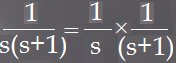 1/s(s+1) = 1/s × 1/(s+1)